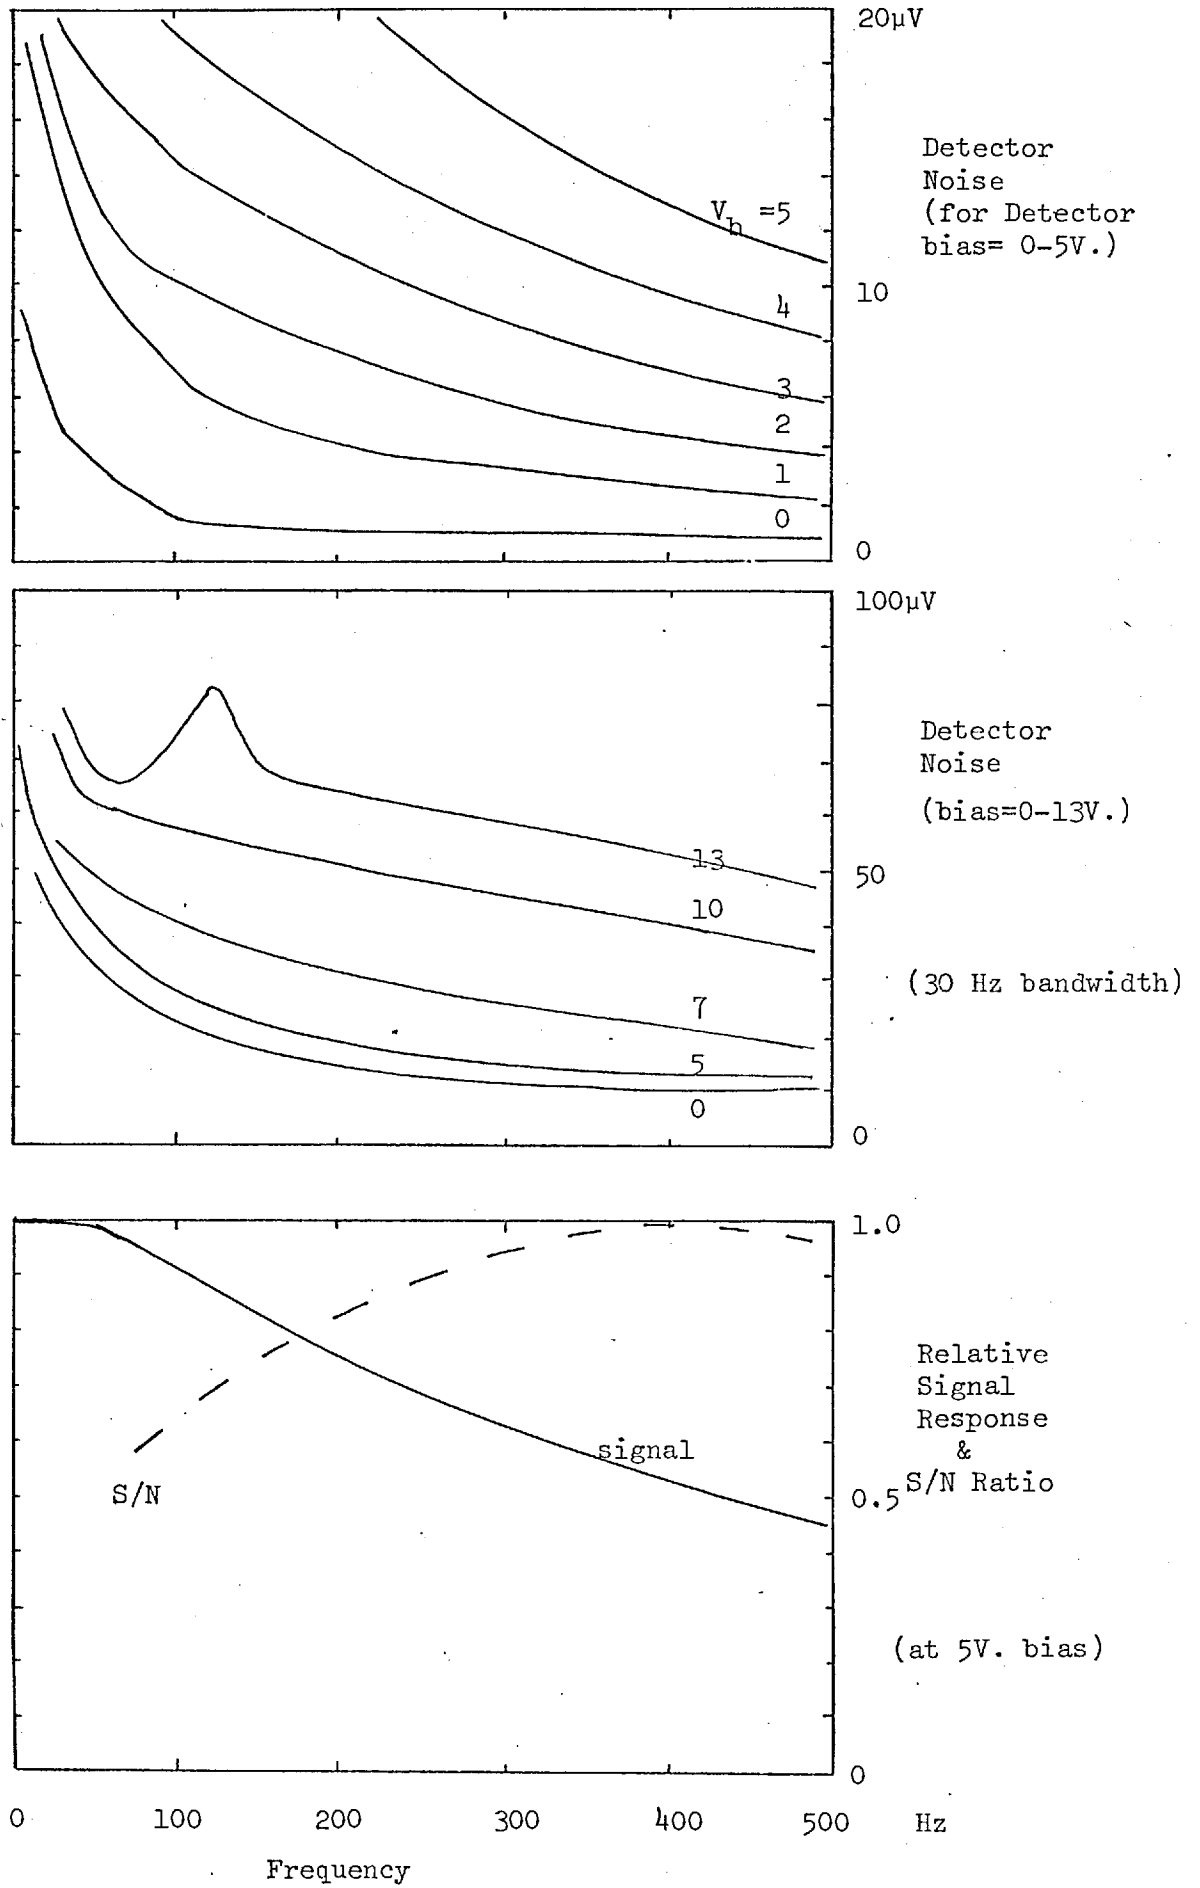 20µV
Detector
Noise
(for Detector
bias= 0-5V.)
V_b =5
10
4
3
2
1
0
0
100µV
Detector
Noise
(bias=0-13V.)
13
50
10
(30 Hz bandwidth)
7
5
0
0
1.0
Relative
Signal
Response
&
S/N Ratio
signal
S/N
0.5
(at 5V. bias)
0
0 100 200 300 400 500 Hz
Frequency